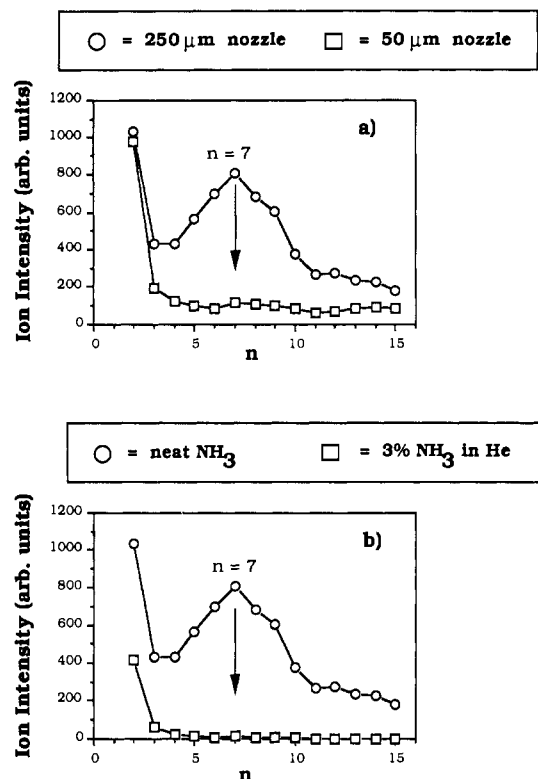 ○ = 250 µm nozzle □ = 50 µm nozzle
a)
n = 7
Ion Intensity (arb. units)
1200
1000
800
600
400
200
0
0 5 10 15
n
○ = neat NH3 □ = 3% NH3 in He
b)
n = 7
Ion Intensity (arb. units)
1200
1000
800
600
400
200
0
0 5 10 15
n